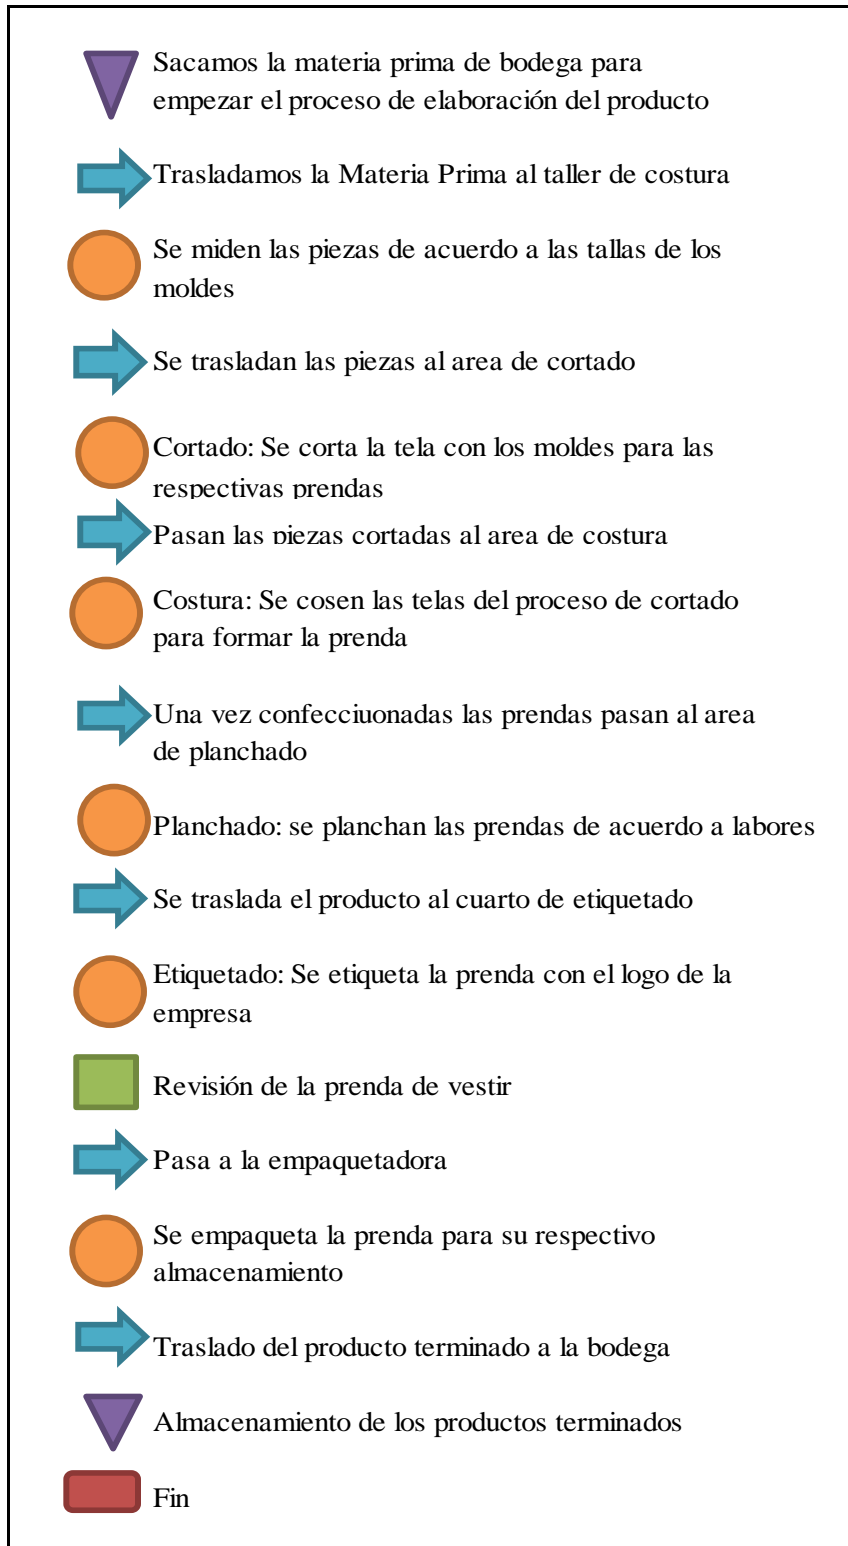 Sacamos la materia prima de bodega para
empezar el proceso de elaboración del producto
Trasladamos la Materia Prima al taller de costura
Se miden las piezas de acuerdo a las tallas de los
moldes
Se trasladan las piezas al area de cortado
Cortado: Se corta la tela con los moldes para las
respectivas prendas
Pasan las piezas cortadas al area de costura
Costura: Se cosen las telas del proceso de cortado
para formar la prenda
Una vez confecciuonadas las prendas pasan al area
de planchado
Planchado: se planchan las prendas de acuerdo a labores
Se traslada el producto al cuarto de etiquetado
Etiquetado: Se etiqueta la prenda con el logo de la
empresa
Revisión de la prenda de vestir
Pasa a la empaquetadora
Se empaqueta la prenda para su respectivo
almacenamiento
Traslado del producto terminado a la bodega
Almacenamiento de los productos terminados
Fin